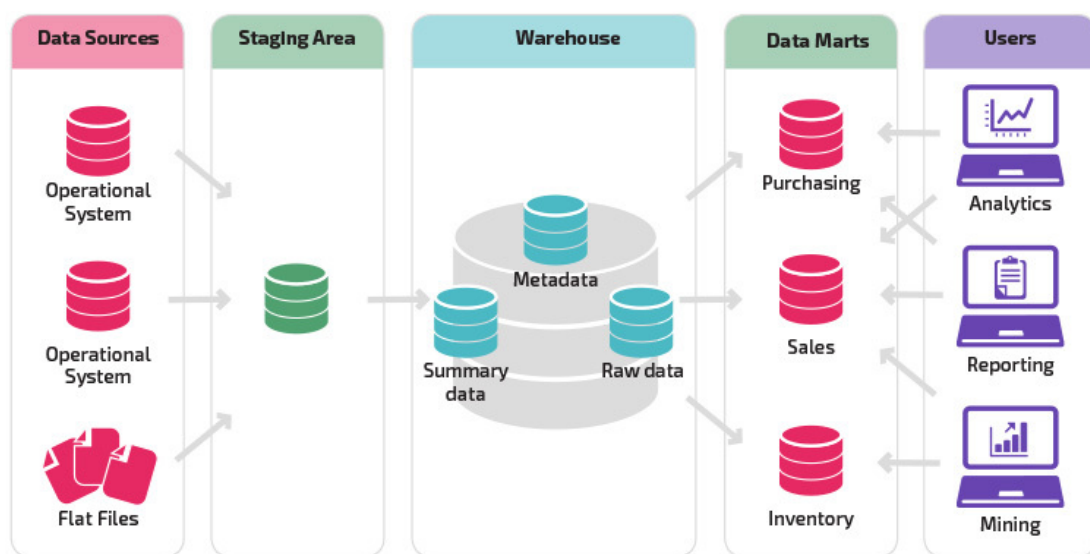 Data Sources
Staging Area
Warehouse
Data Marts
Users
Operational
System
Operational
System
Flat Files
Metadata
Summary
data
Raw data
Purchasing
Sales
Inventory
Analytics
Reporting
Mining